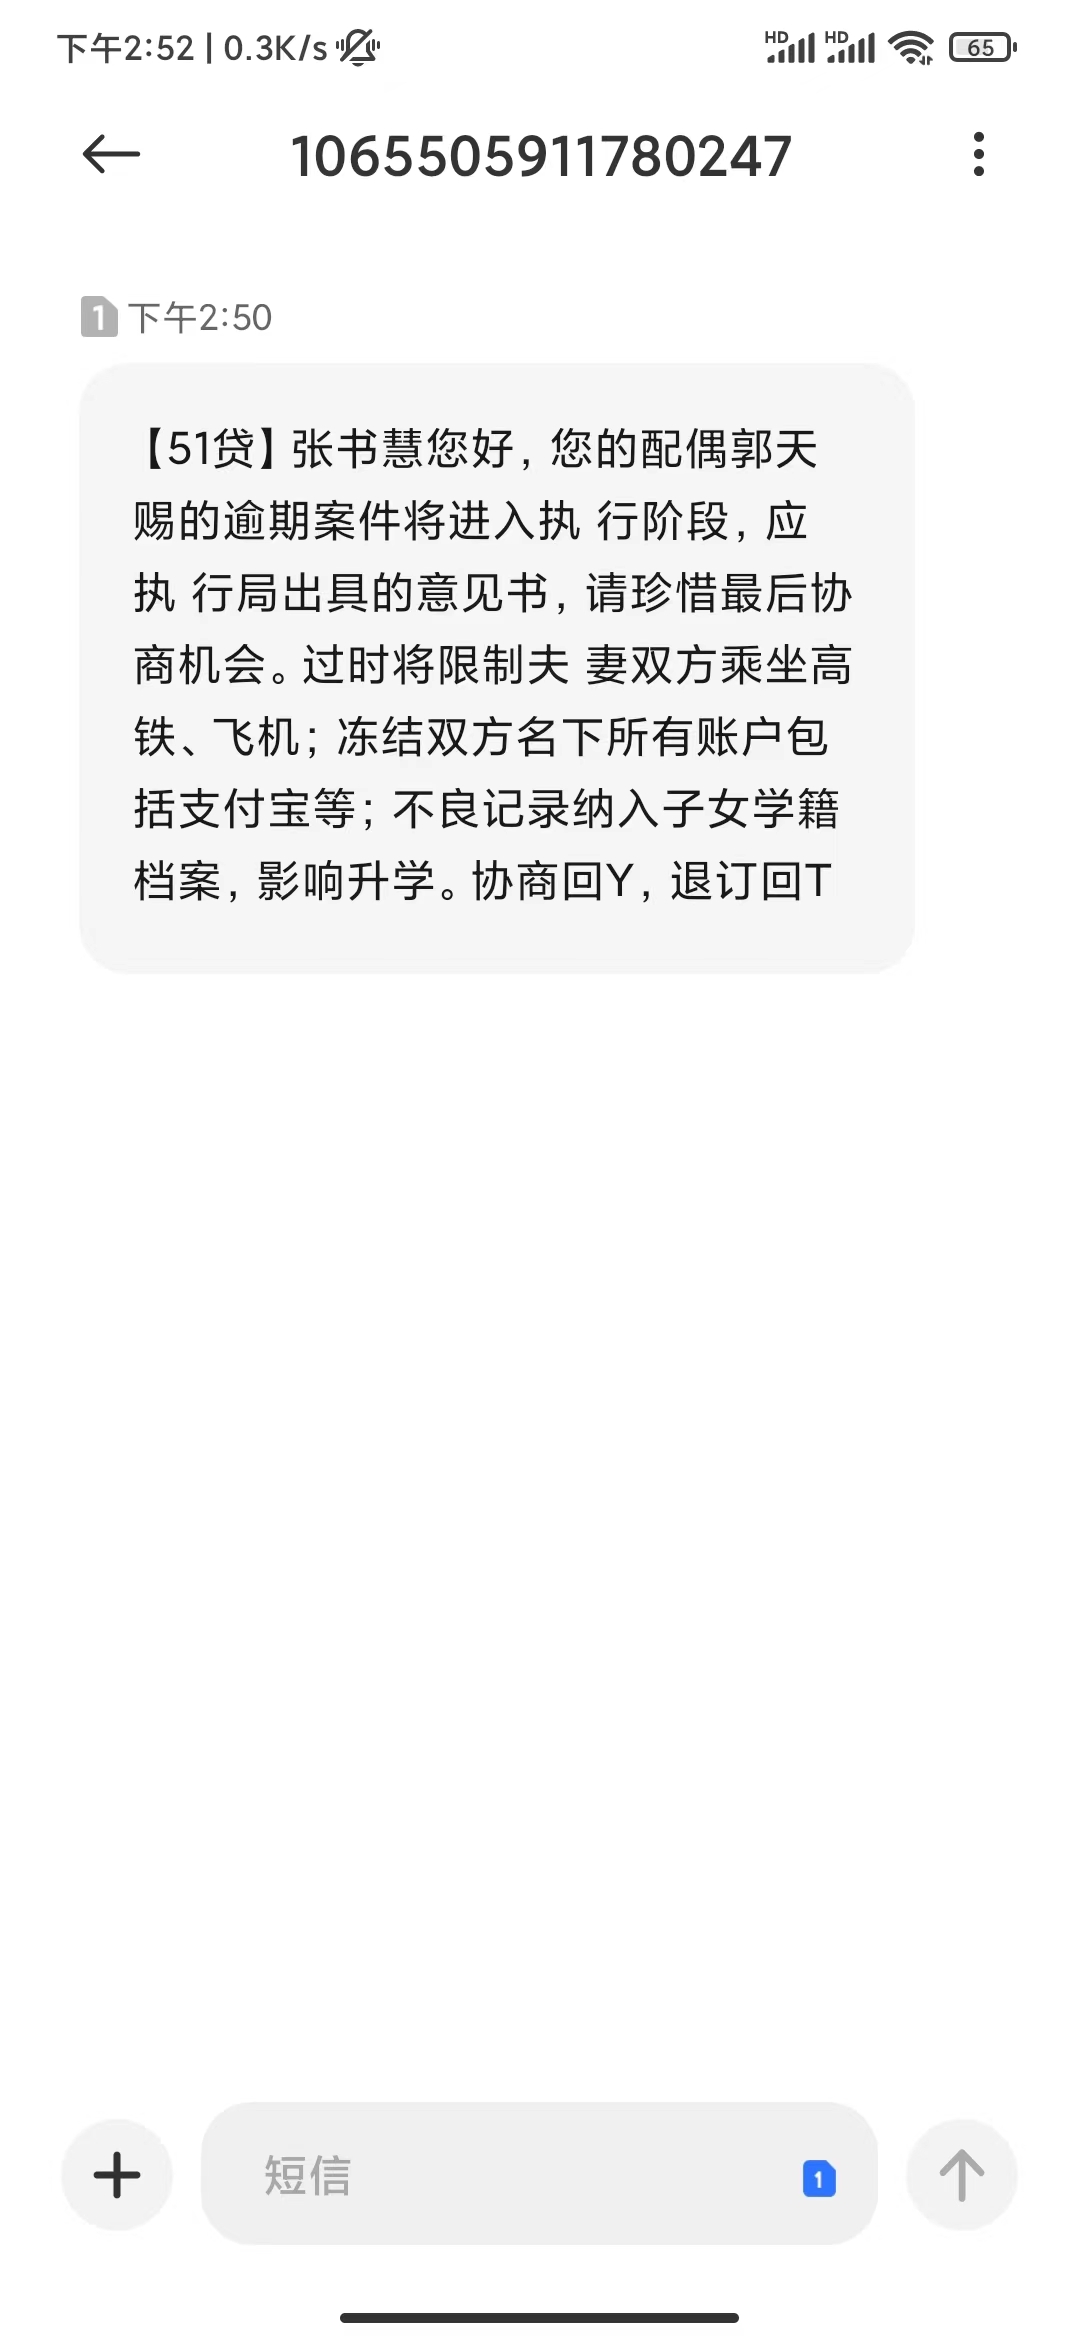 下午2:52 | 0.3K/s
HD HD 65
1065505911780247
1 下午2:50
【51贷】张书慧您好，您的配偶郭天
赐的逾期案件将进入执 行阶段，应
执 行局出具的意见书，请珍惜最后协
商机会。过时将限制夫 妻双方乘坐高
铁、飞机；冻结双方名下所有账户包
括支付宝等；不良记录纳入子女学籍
档案，影响升学。协商回Y，退订回T
短信
1